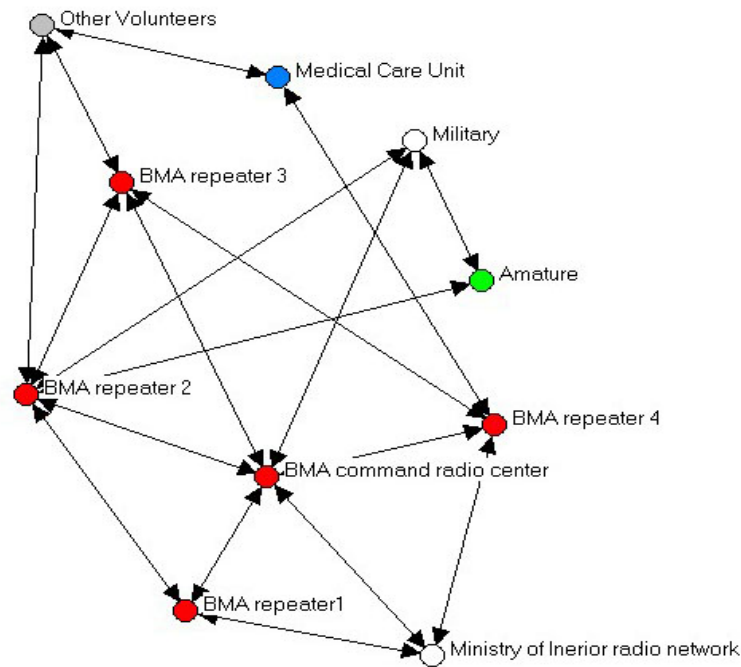 Other Volunteers
Medical Care Unit
Military
BMA repeater 3
Amature
BMA repeater 2
BMA repeater 4
BMA command radio center
BMA repeater1
Ministry of Inerior radio network